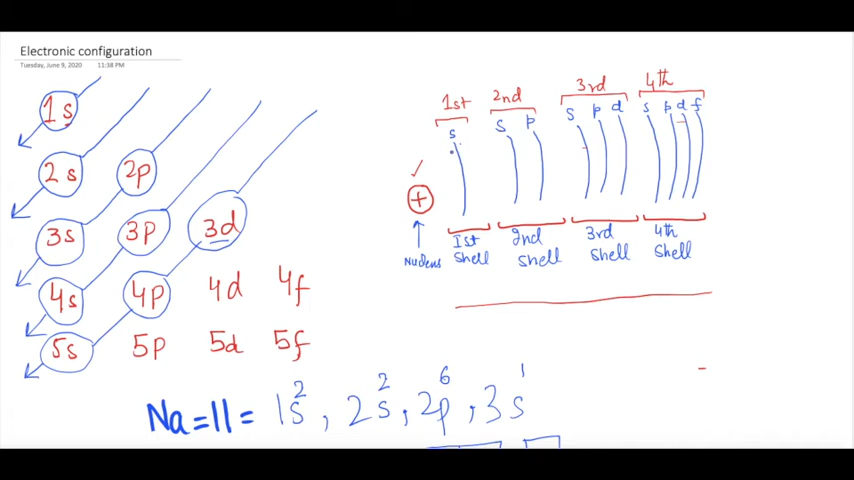 Electronic configuration
Tuesday, June 9, 2020 11:38 PM
1s
2s 2p
3s 3p 3d
4s 4p 4d 4f
5s 5p 5d 5f
1st 2nd 3rd 4th
s s p s p d s p d f
+
Nucleus
1st shell 2nd shell 3rd shell 4th shell
Na = 11 = 1s², 2s², 2p⁶, 3s¹